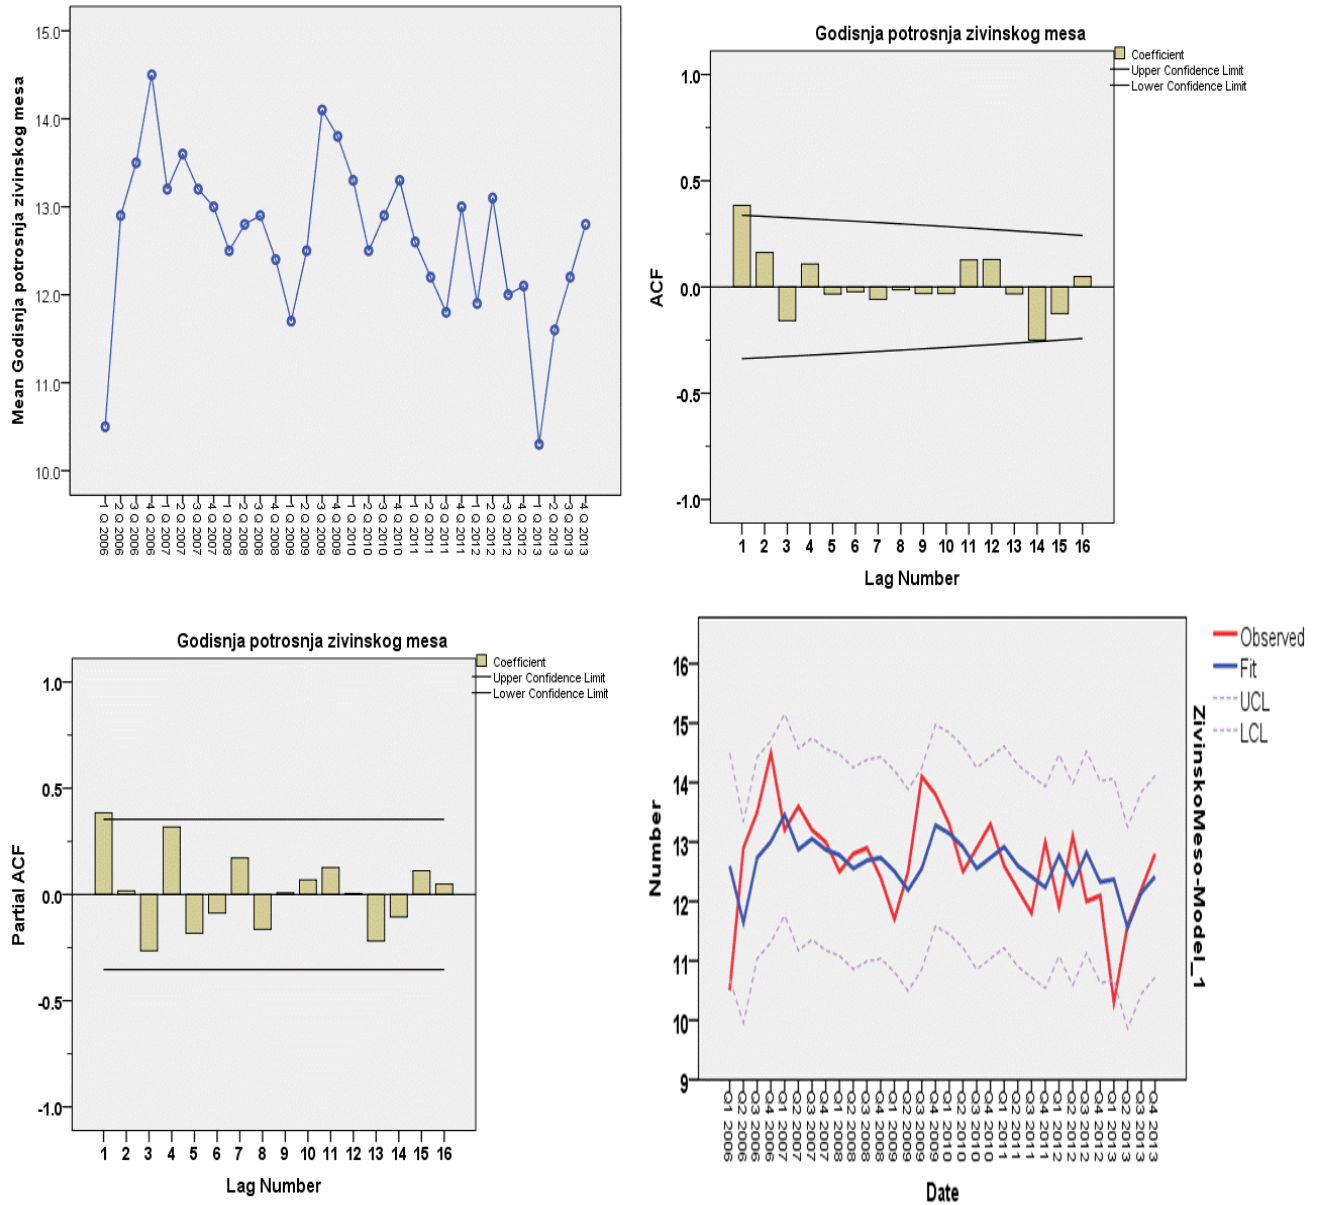 Mean Godisnja potrosnja zivinskog mesa
15.0
14.0
13.0
12.0
11.0
10.0
1 Q 2006
2 Q 2006
3 Q 2006
4 Q 2006
1 Q 2007
2 Q 2007
3 Q 2007
4 Q 2007
1 Q 2008
2 Q 2008
3 Q 2008
4 Q 2008
1 Q 2009
2 Q 2009
3 Q 2009
4 Q 2009
1 Q 2010
2 Q 2010
3 Q 2010
4 Q 2010
1 Q 2011
2 Q 2011
3 Q 2011
4 Q 2011
1 Q 2012
2 Q 2012
3 Q 2012
4 Q 2012
1 Q 2013
2 Q 2013
3 Q 2013
4 Q 2013
Godisnja potrosnja zivinskog mesa
Coefficient
Upper Confidence Limit
Lower Confidence Limit
ACF
1.0
0.5
0.0
-0.5
-1.0
1 2 3 4 5 6 7 8 9 10 11 12 13 14 15 16
Lag Number
Godisnja potrosnja zivinskog mesa
Coefficient
Upper Confidence Limit
Lower Confidence Limit
Partial ACF
1.0
0.5
0.0
-0.5
-1.0
1 2 3 4 5 6 7 8 9 10 11 12 13 14 15 16
Lag Number
Observed
Fit
UCL
LCL
ZivinskoMeso-Model_1
Number
16
15
14
13
12
11
10
9
Q1 2006
Q2 2006
Q3 2006
Q4 2006
Q1 2007
Q2 2007
Q3 2007
Q4 2007
Q1 2008
Q2 2008
Q3 2008
Q4 2008
Q1 2009
Q2 2009
Q3 2009
Q4 2009
Q1 2010
Q2 2010
Q3 2010
Q4 2010
Q1 2011
Q2 2011
Q3 2011
Q4 2011
Q1 2012
Q2 2012
Q3 2012
Q4 2012
Q1 2013
Q2 2013
Q3 2013
Q4 2013
Date